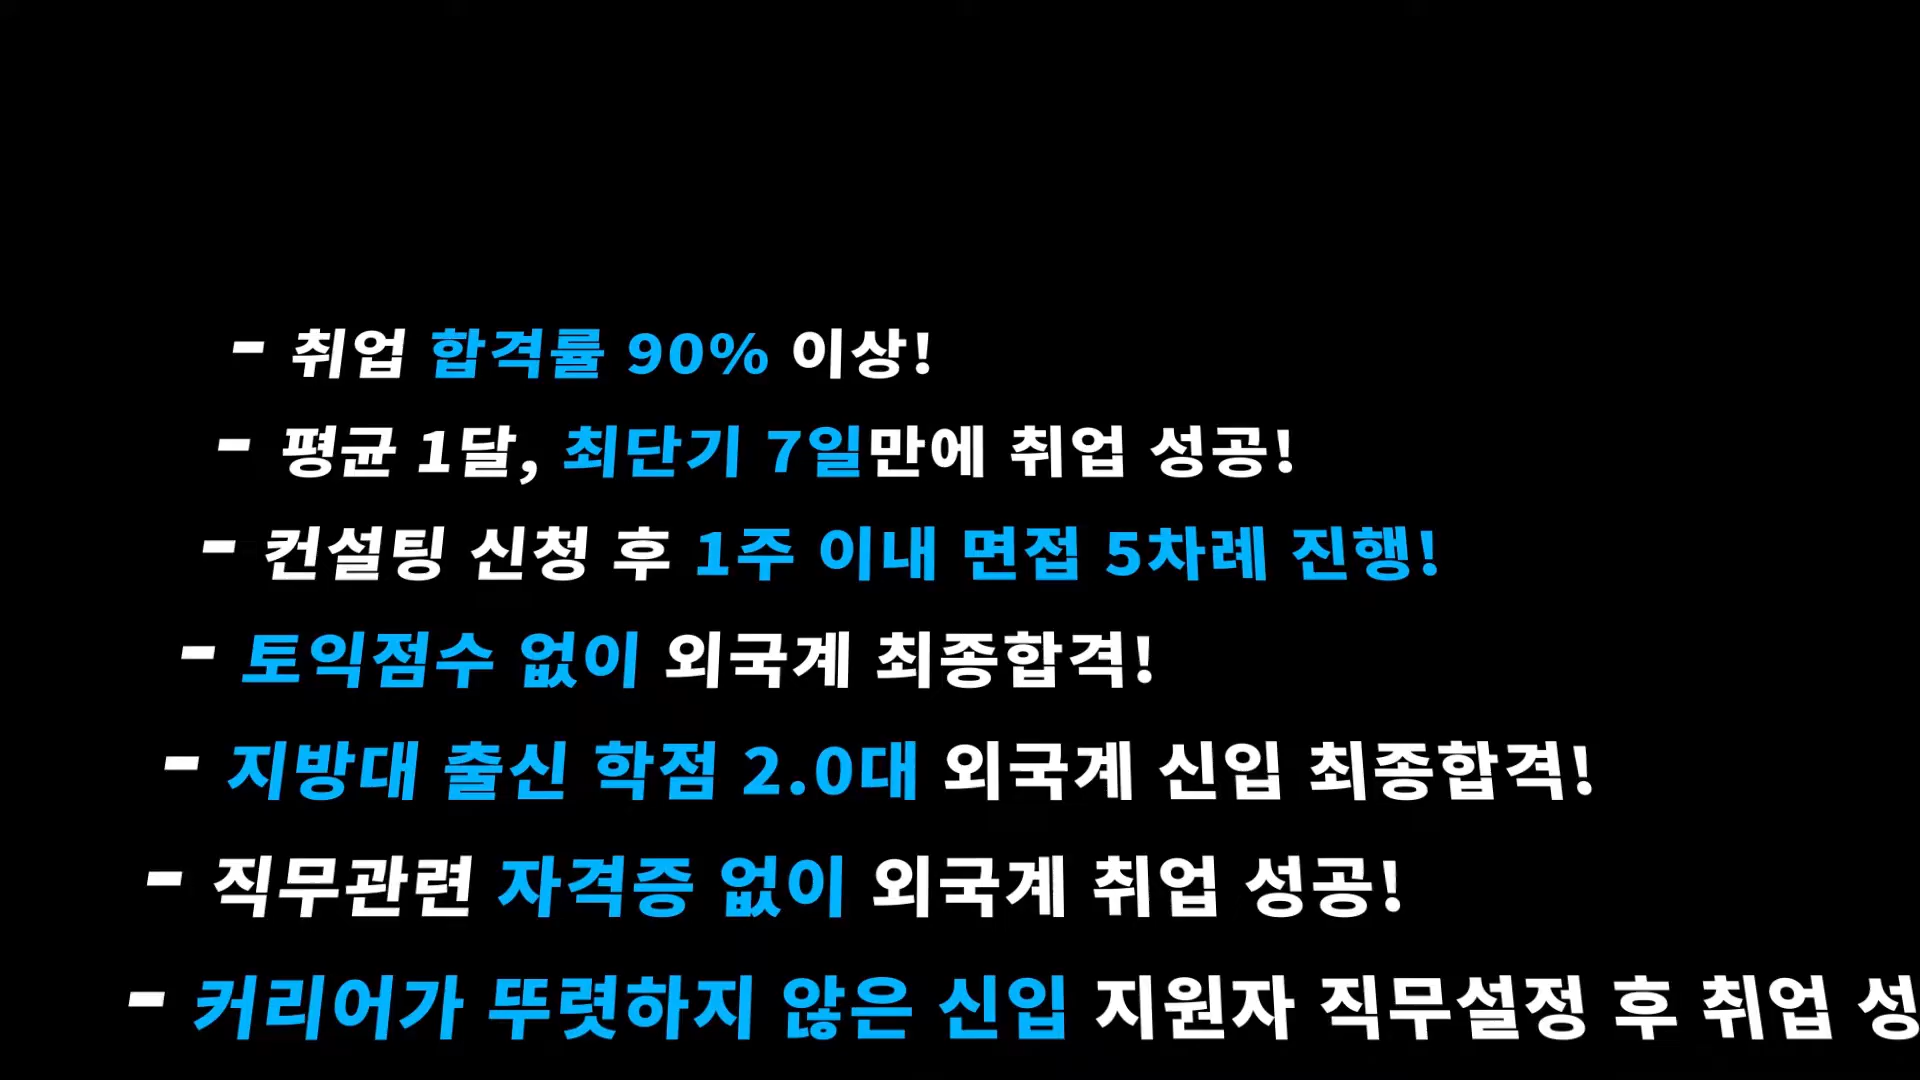 - 취업 합격률 90% 이상!
- 평균 1달, 최단기 7일만에 취업 성공!
- 컨설팅 신청 후 1주 이내 면접 5차례 진행!
- 토익점수 없이 외국계 최종합격!
- 지방대 출신 학점 2.0대 외국계 신입 최종합격!
- 직무관련 자격증 없이 외국계 취업 성공!
- 커리어가 뚜렷하지 않은 신입 지원자 직무설정 후 취업 성